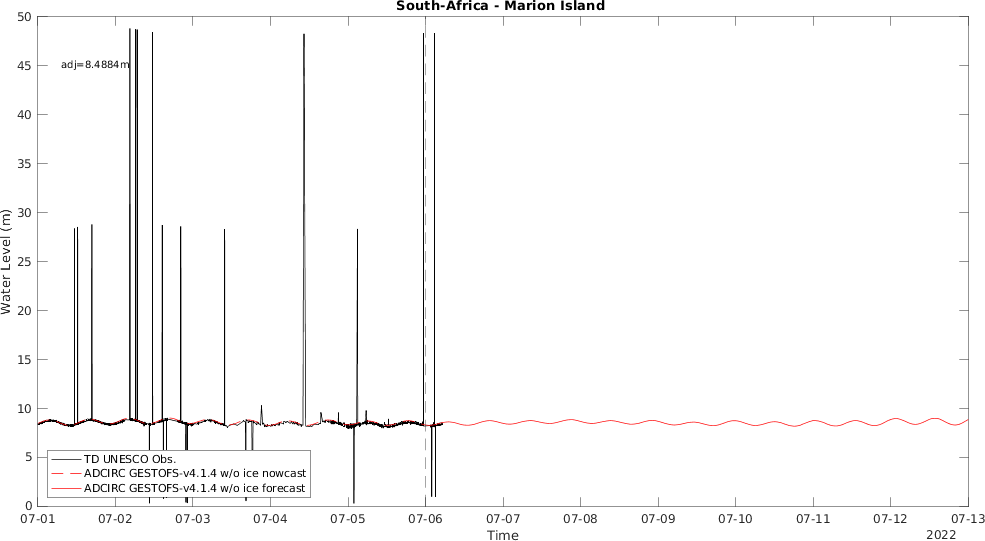 South-Africa - Marion Island
50
45
40
35
30
25
20
15
10
5
0
Water Level (m)
adj=8.4884m
TD UNESCO Obs.
ADCIRC GESTOFS-v4.1.4 w/o ice nowcast
ADCIRC GESTOFS-v4.1.4 w/o ice forecast
07-01 07-02 07-03 07-04 07-05 07-06 07-07 07-08 07-09 07-10 07-11 07-12 07-13
Time
2022